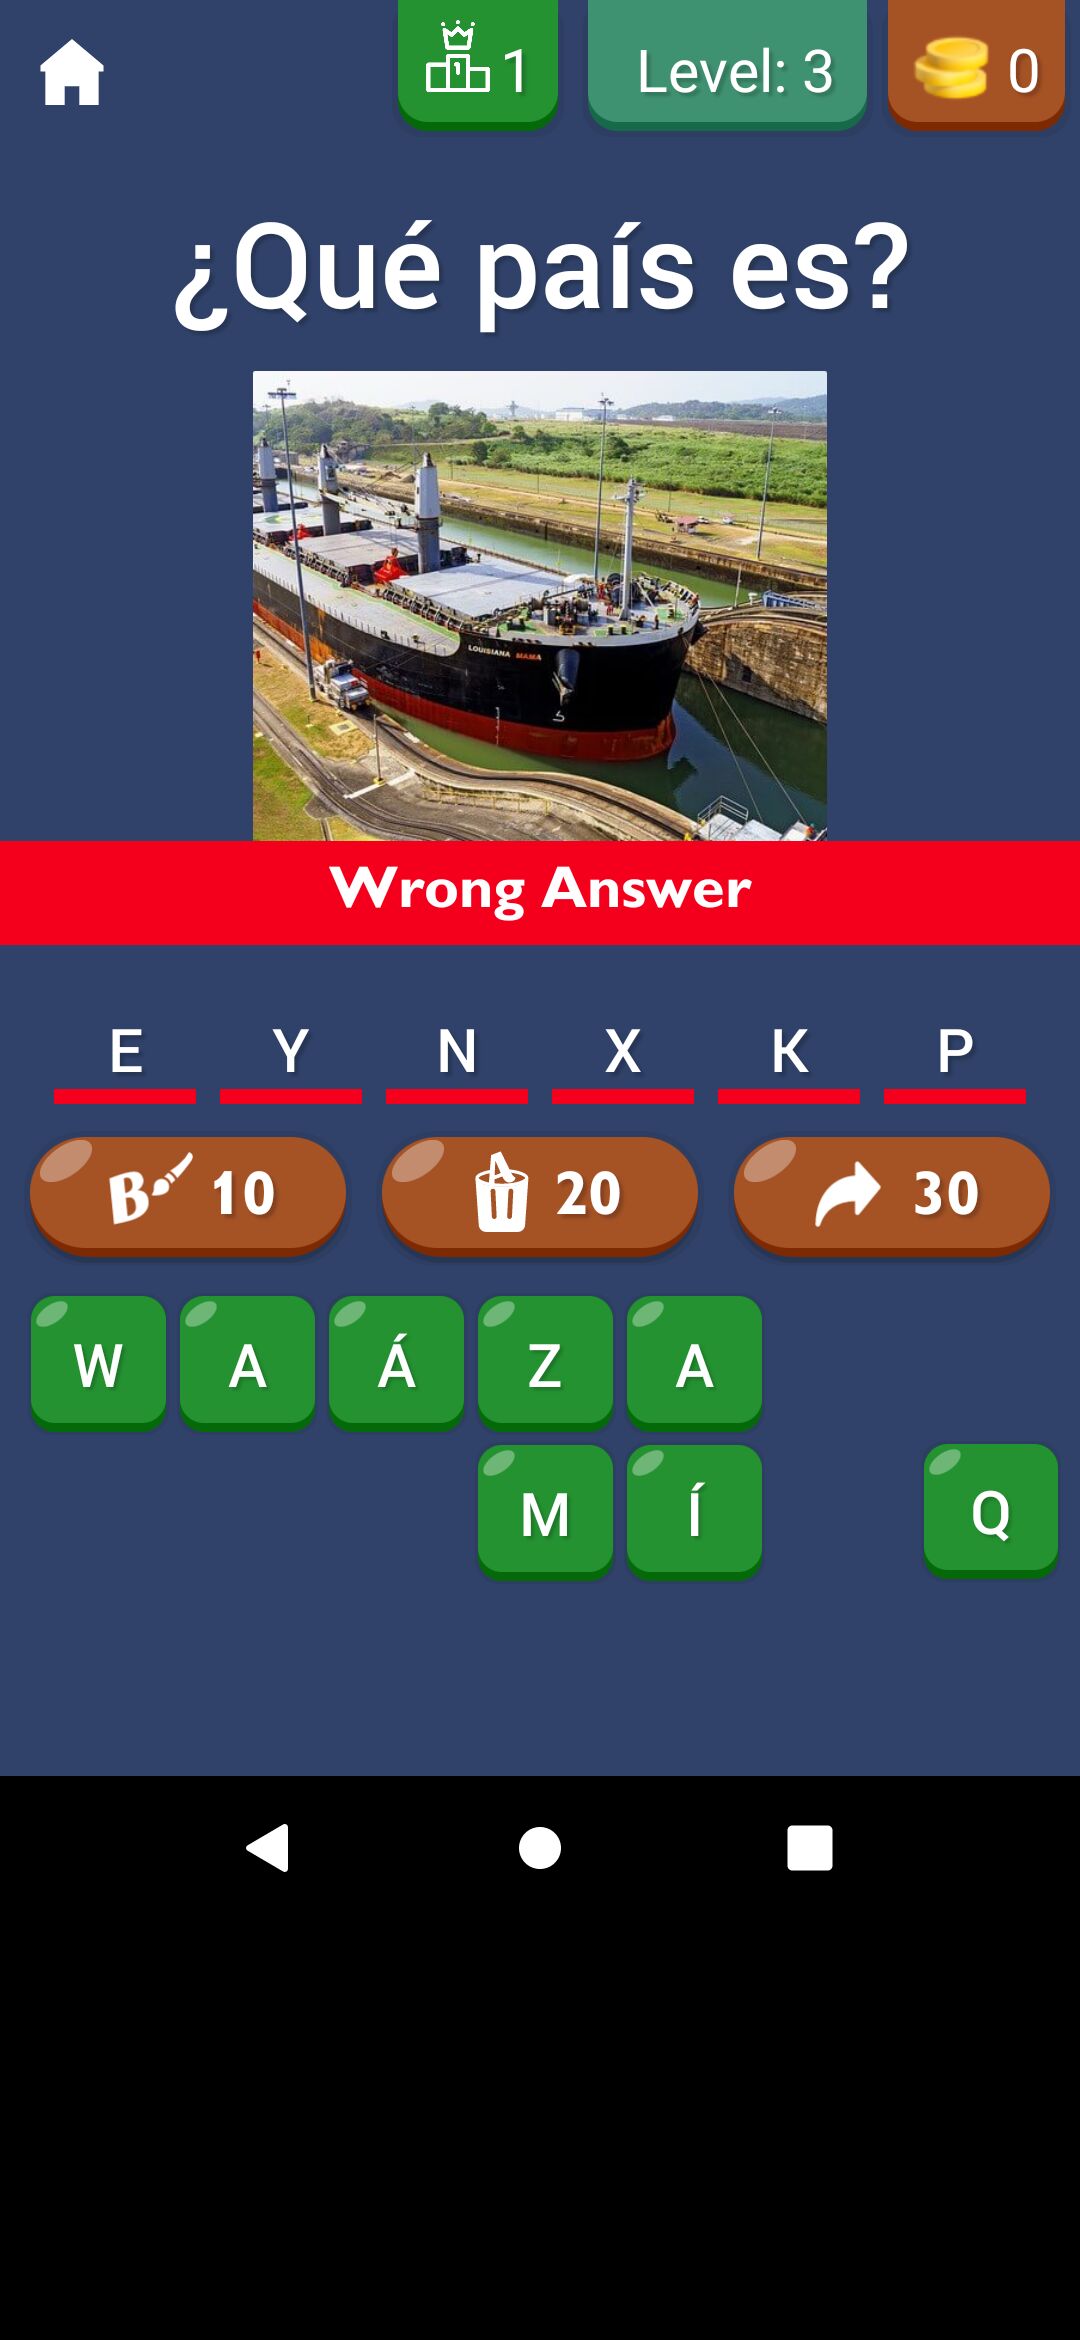 1
Level: 3
0
¿Qué país es?
LOUISIANA MAMA
Wrong Answer
E Y N X K P
B 10
20
30
W A Á Z A
M Í Q